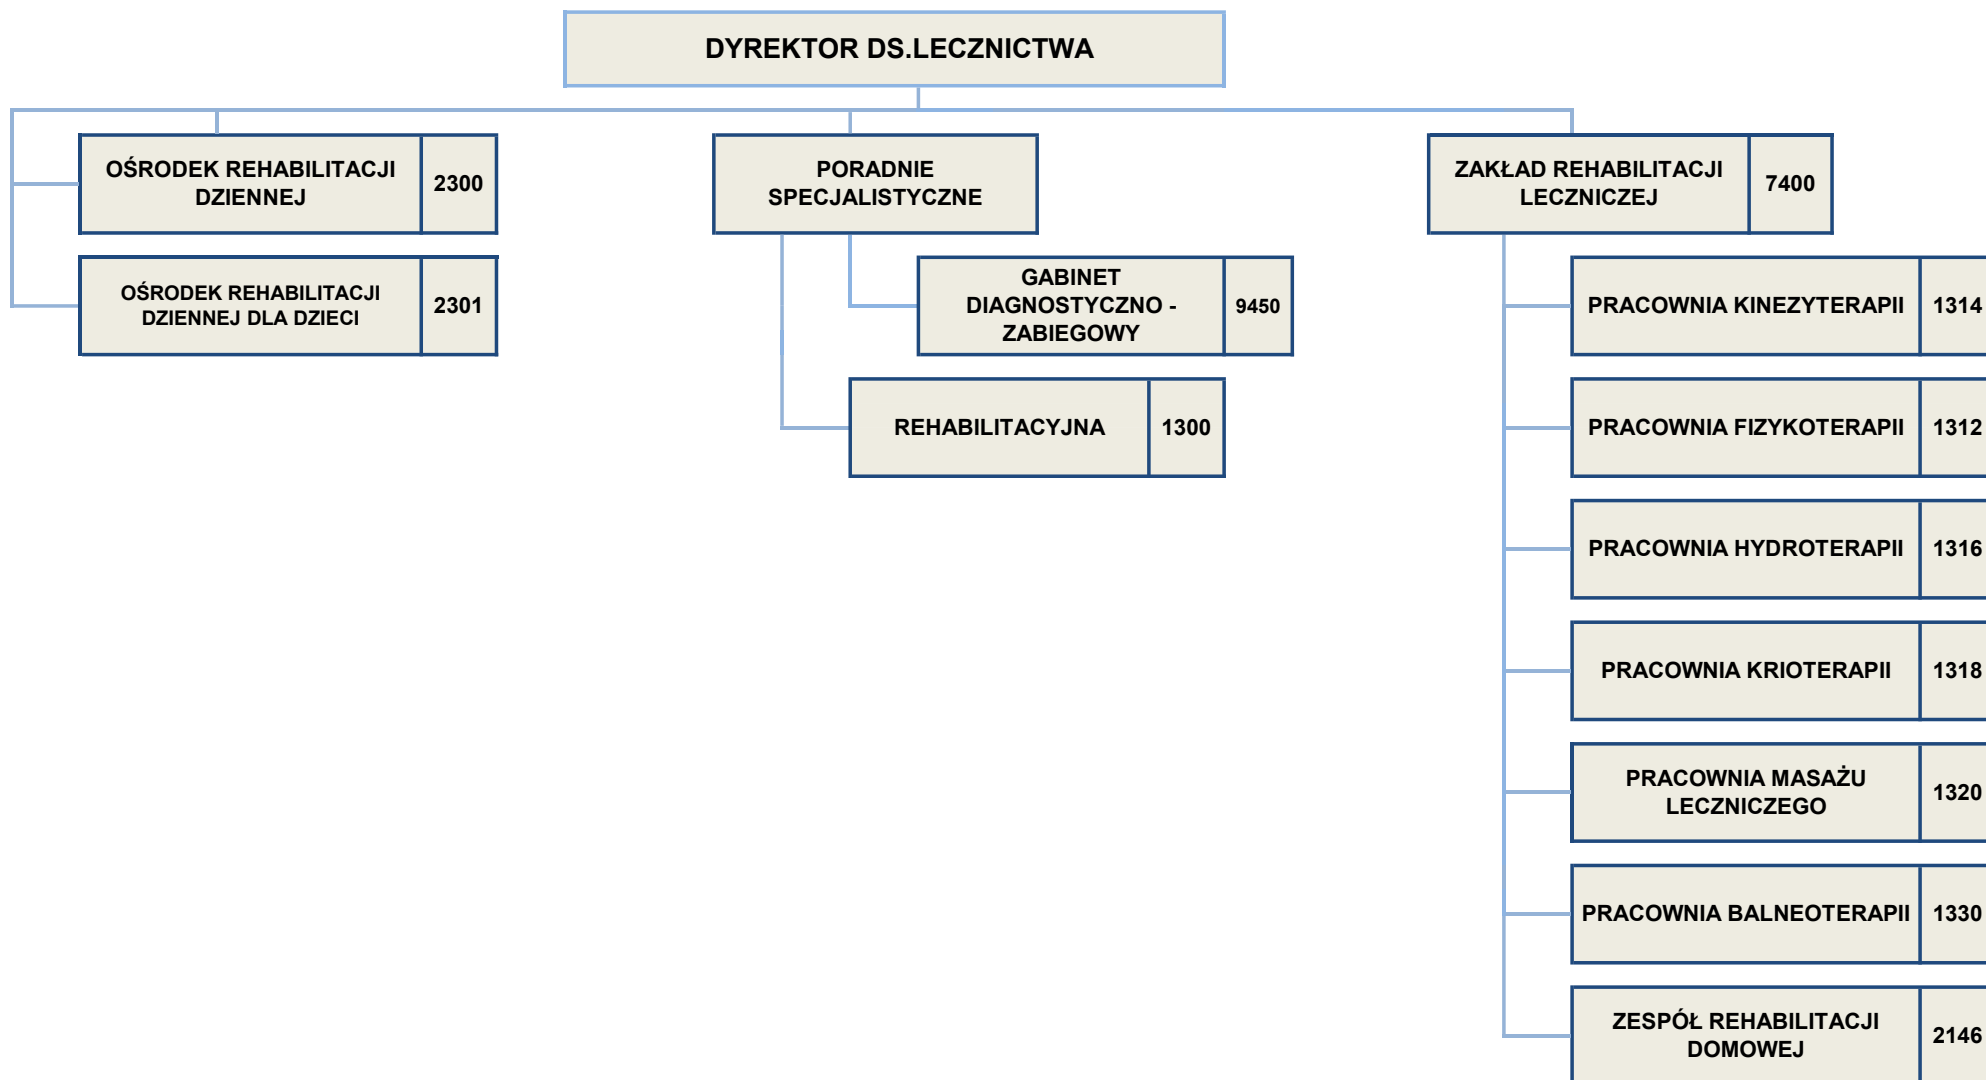 DYREKTOR DS.LECZNICTWA
OŚRODEK REHABILITACJI
DZIENNEJ
2300
PORADNIE
SPECJALISTYCZNE
ZAKŁAD REHABILITACJI
LECZNICZEJ
7400
OŚRODEK REHABILITACJI
DZIENNEJ DLA DZIECI
2301
GABINET
DIAGNOSTYCZNO -
ZABIEGOWY
9450
PRACOWNIA KINEZYTERAPII
1314
REHABILITACYJNA
1300
PRACOWNIA FIZYKOTERAPII
1312
PRACOWNIA HYDROTERAPII
1316
PRACOWNIA KRIOTERAPII
1318
PRACOWNIA MASAŻU
LECZNICZEGO
1320
PRACOWNIA BALNEOTERAPII
1330
ZESPÓŁ REHABILITACJI
DOMOWEJ
2146